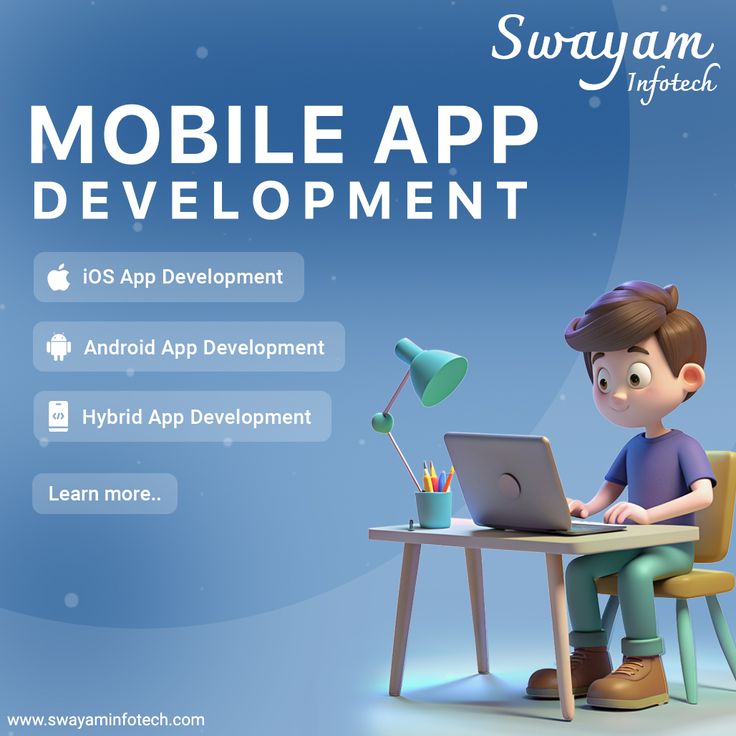 Swayam
Infotech
MOBILE APP
DEVELOPMENT
iOS App Development
Android App Development
Hybrid App Development
Learn more..
www.swayaminfotech.com